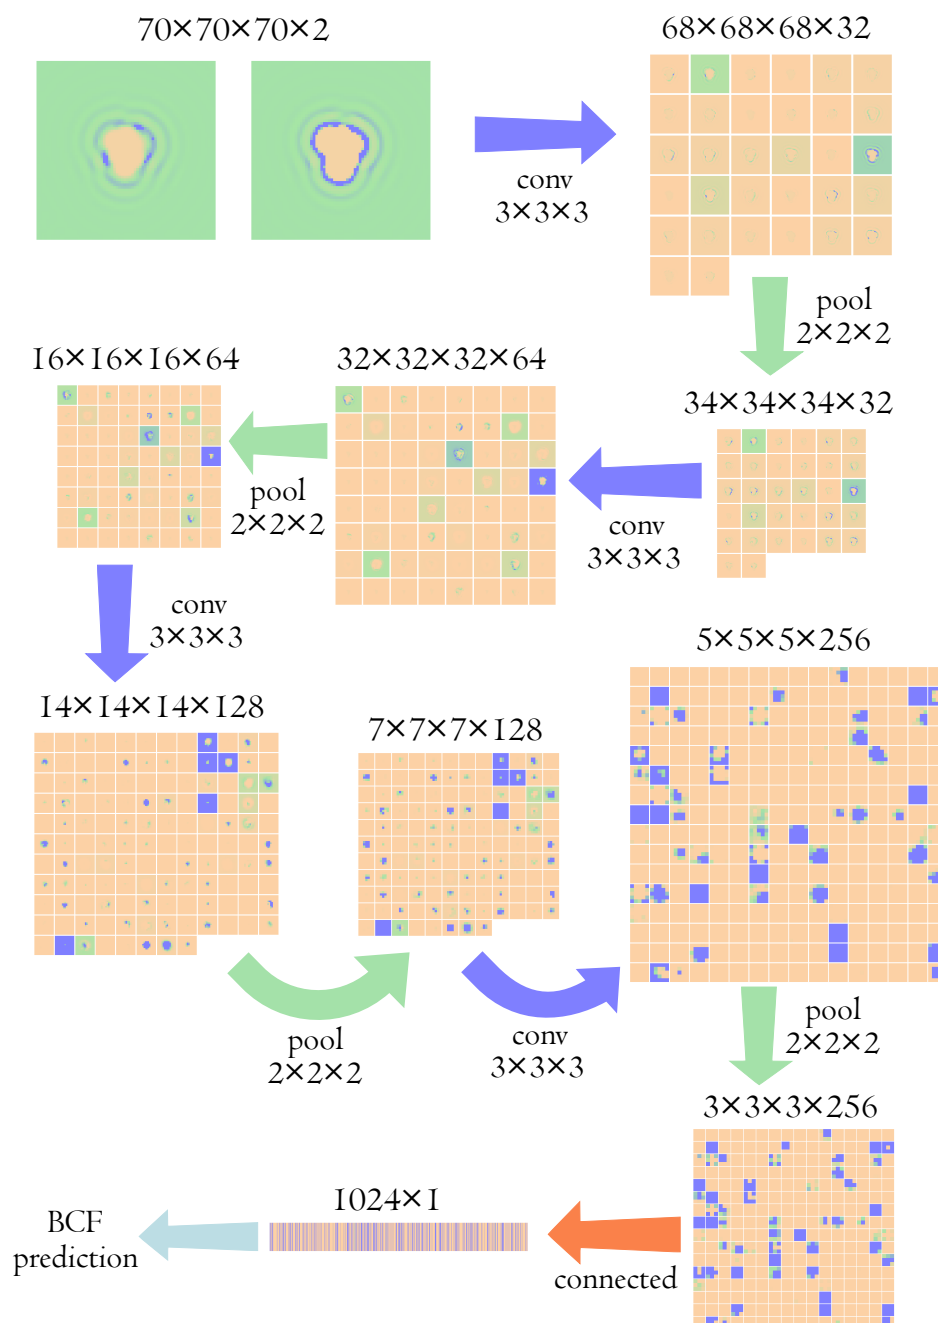 70×70×70×2
68×68×68×32
conv
3×3×3
pool
2×2×2
34×34×34×32
conv
3×3×3
32×32×32×64
pool
2×2×2
16×16×16×64
conv
3×3×3
14×14×14×128
pool
2×2×2
7×7×7×128
conv
3×3×3
5×5×5×256
pool
2×2×2
3×3×3×256
connected
1024×1
BCF
prediction